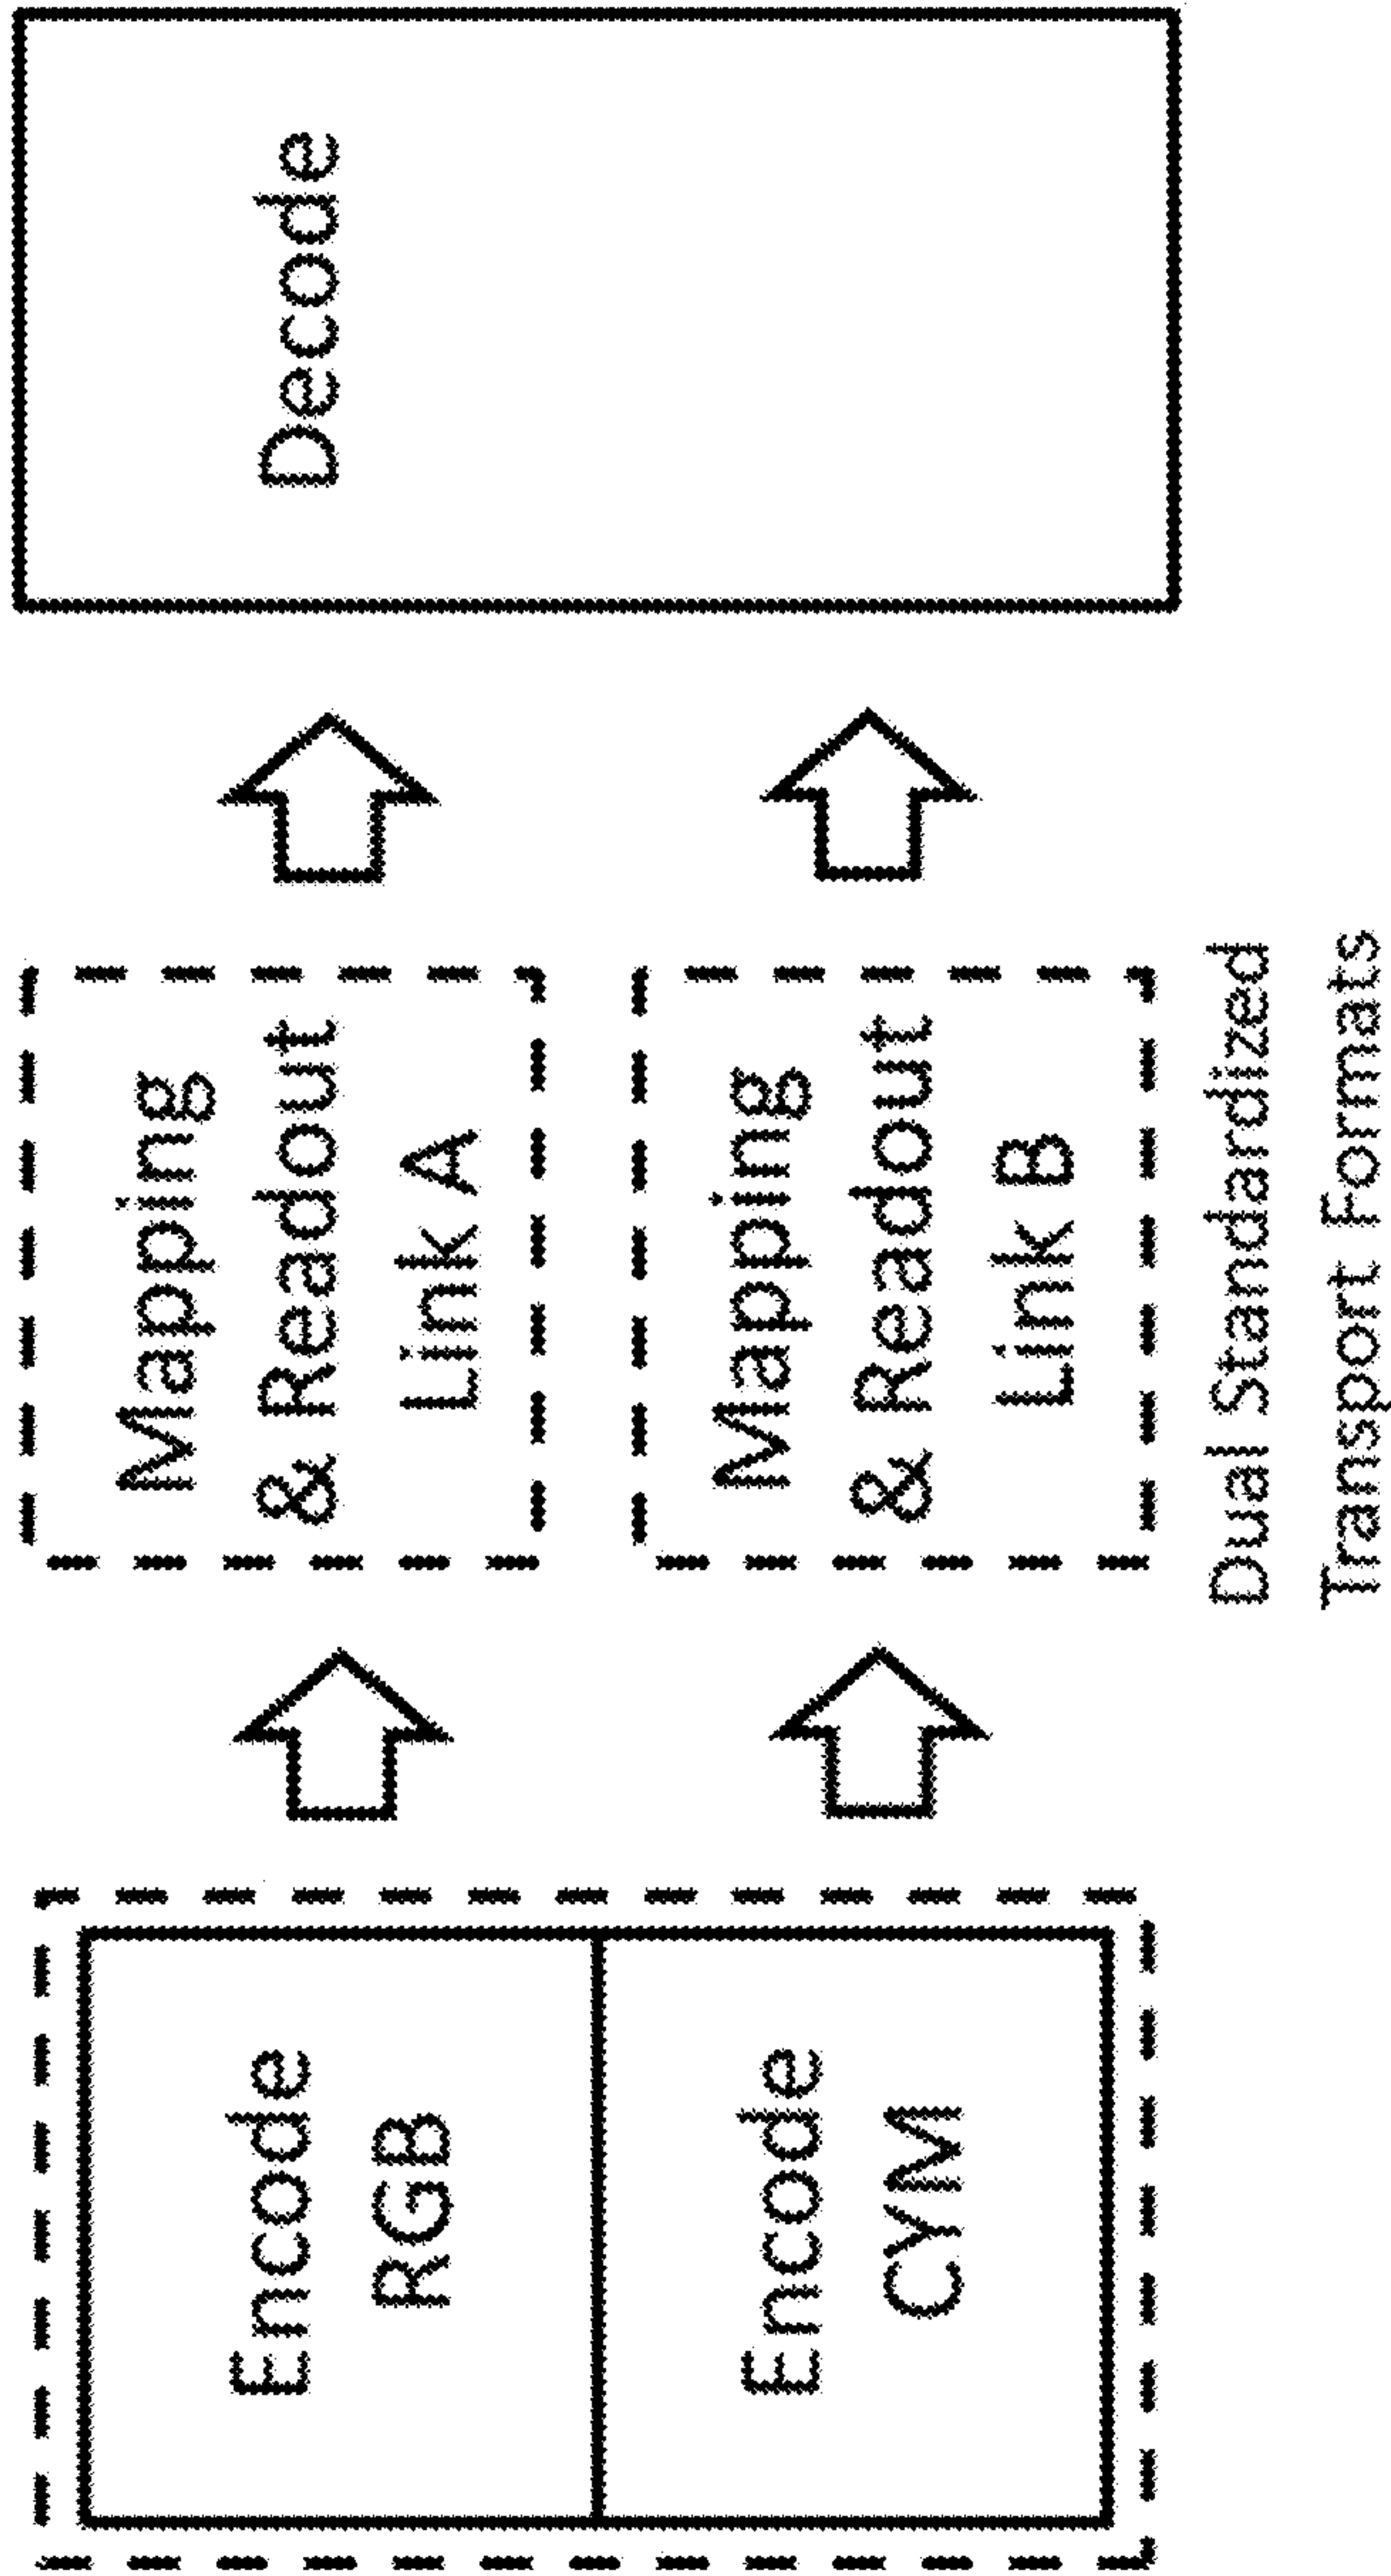 Encode
RGB
Encode
CYM
Mapping
& Readout
Link A
Mapping
& Readout
Link B
Dual Standardized
Transport Formats
Decode